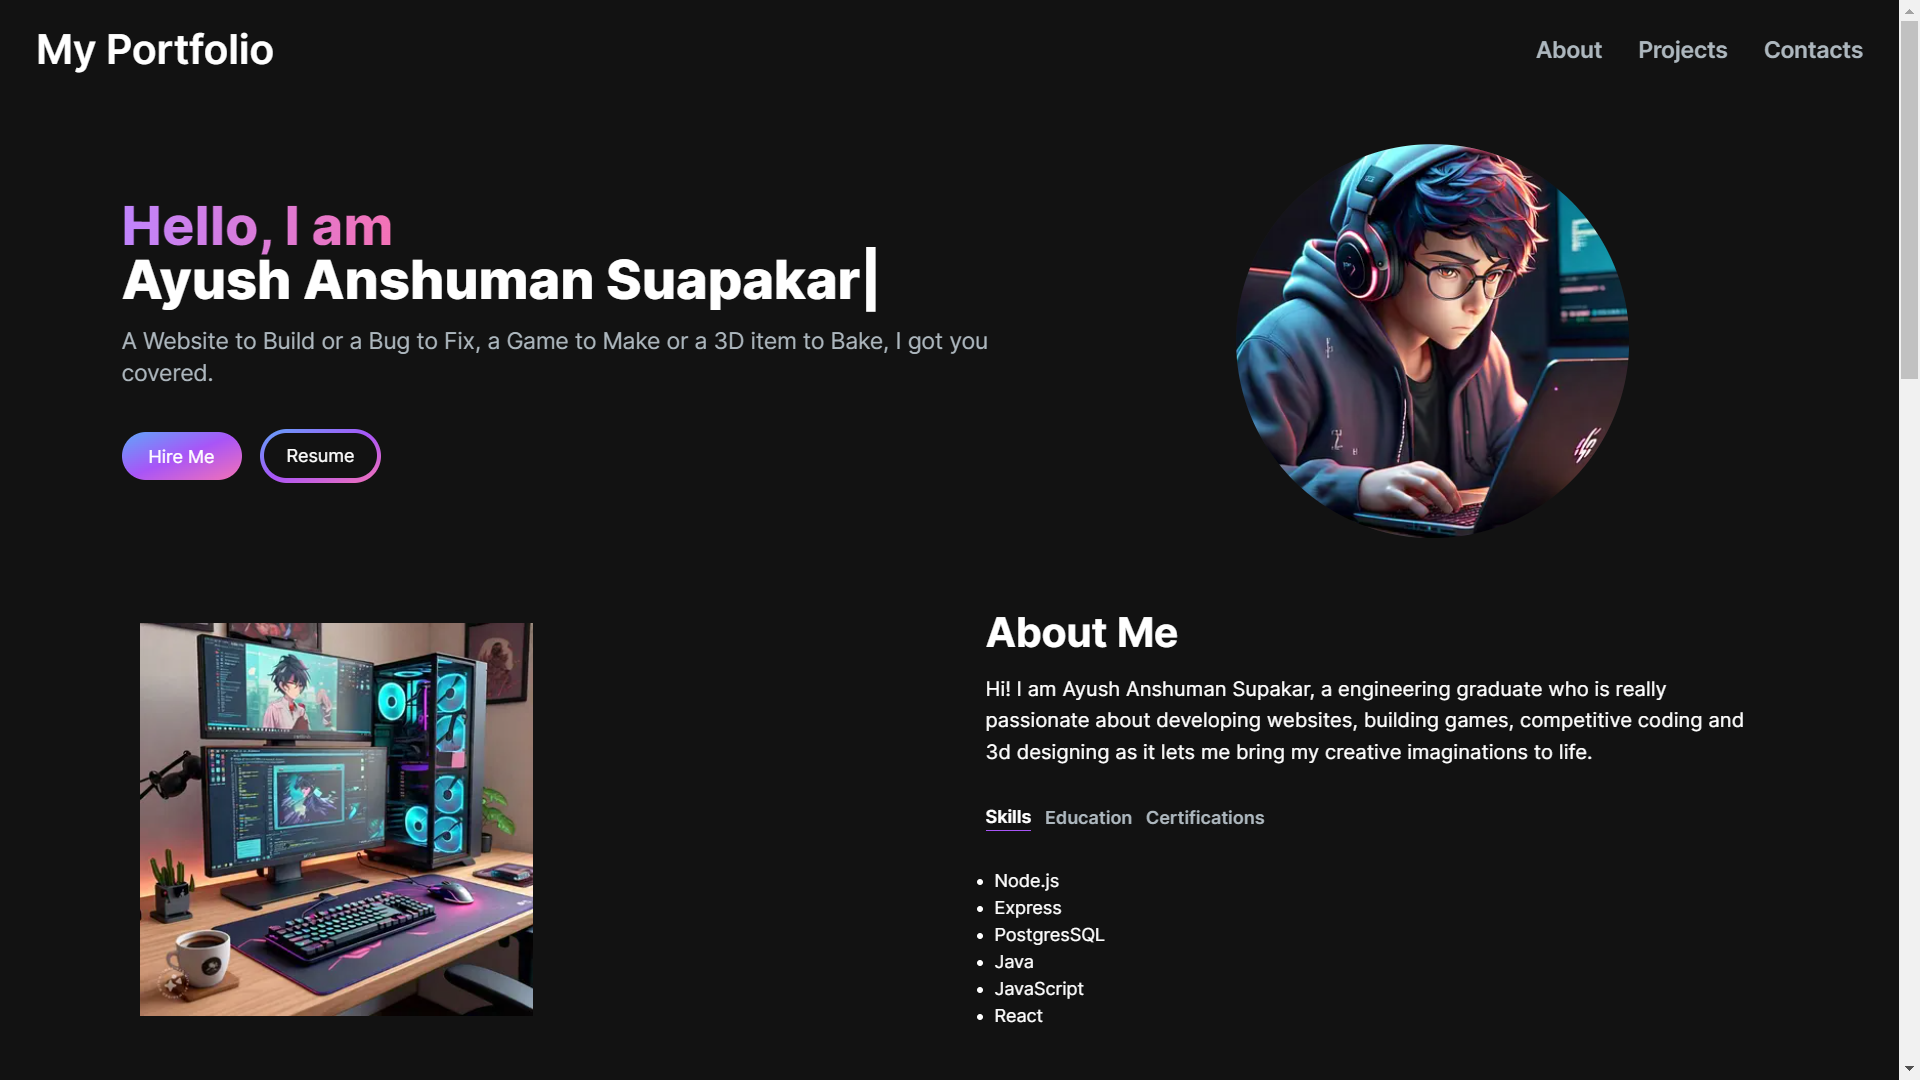 My Portfolio
About Projects Contacts
Hello, I am
Ayush Anshuman Suapakar|
A Website to Build or a Bug to Fix, a Game to Make or a 3D item to Bake, I got you
covered.
Hire Me Resume
About Me
Hi! I am Ayush Anshuman Supakar, a engineering graduate who is really
passionate about developing websites, building games, competitive coding and
3d designing as it lets me bring my creative imaginations to life.
Skills Education Certifications
• Node.js
• Express
• PostgresSQL
• Java
• JavaScript
• React